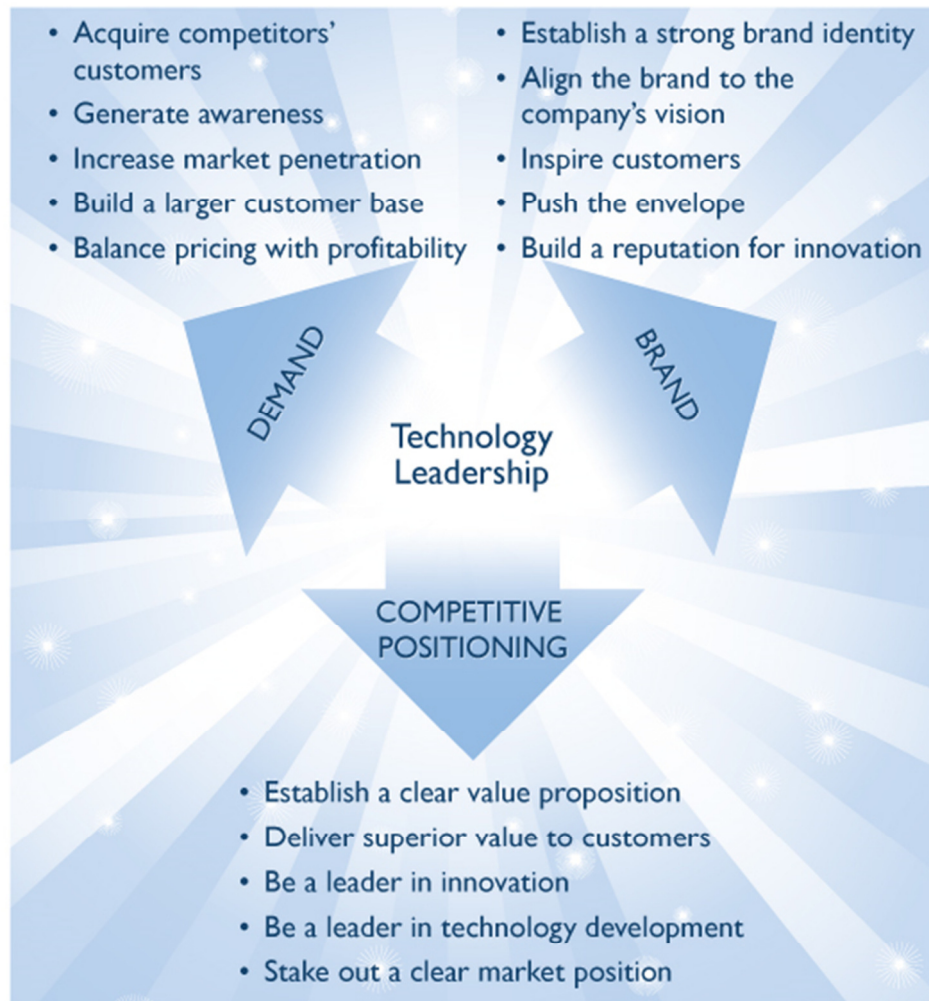 • Acquire competitors'
customers
• Generate awareness
• Increase market penetration
• Build a larger customer base
• Balance pricing with profitability
• Establish a strong brand identity
• Align the brand to the
company's vision
• Inspire customers
• Push the envelope
• Build a reputation for innovation
DEMAND
BRAND
Technology
Leadership
COMPETITIVE
POSITIONING
• Establish a clear value proposition
• Deliver superior value to customers
• Be a leader in innovation
• Be a leader in technology development
• Stake out a clear market position